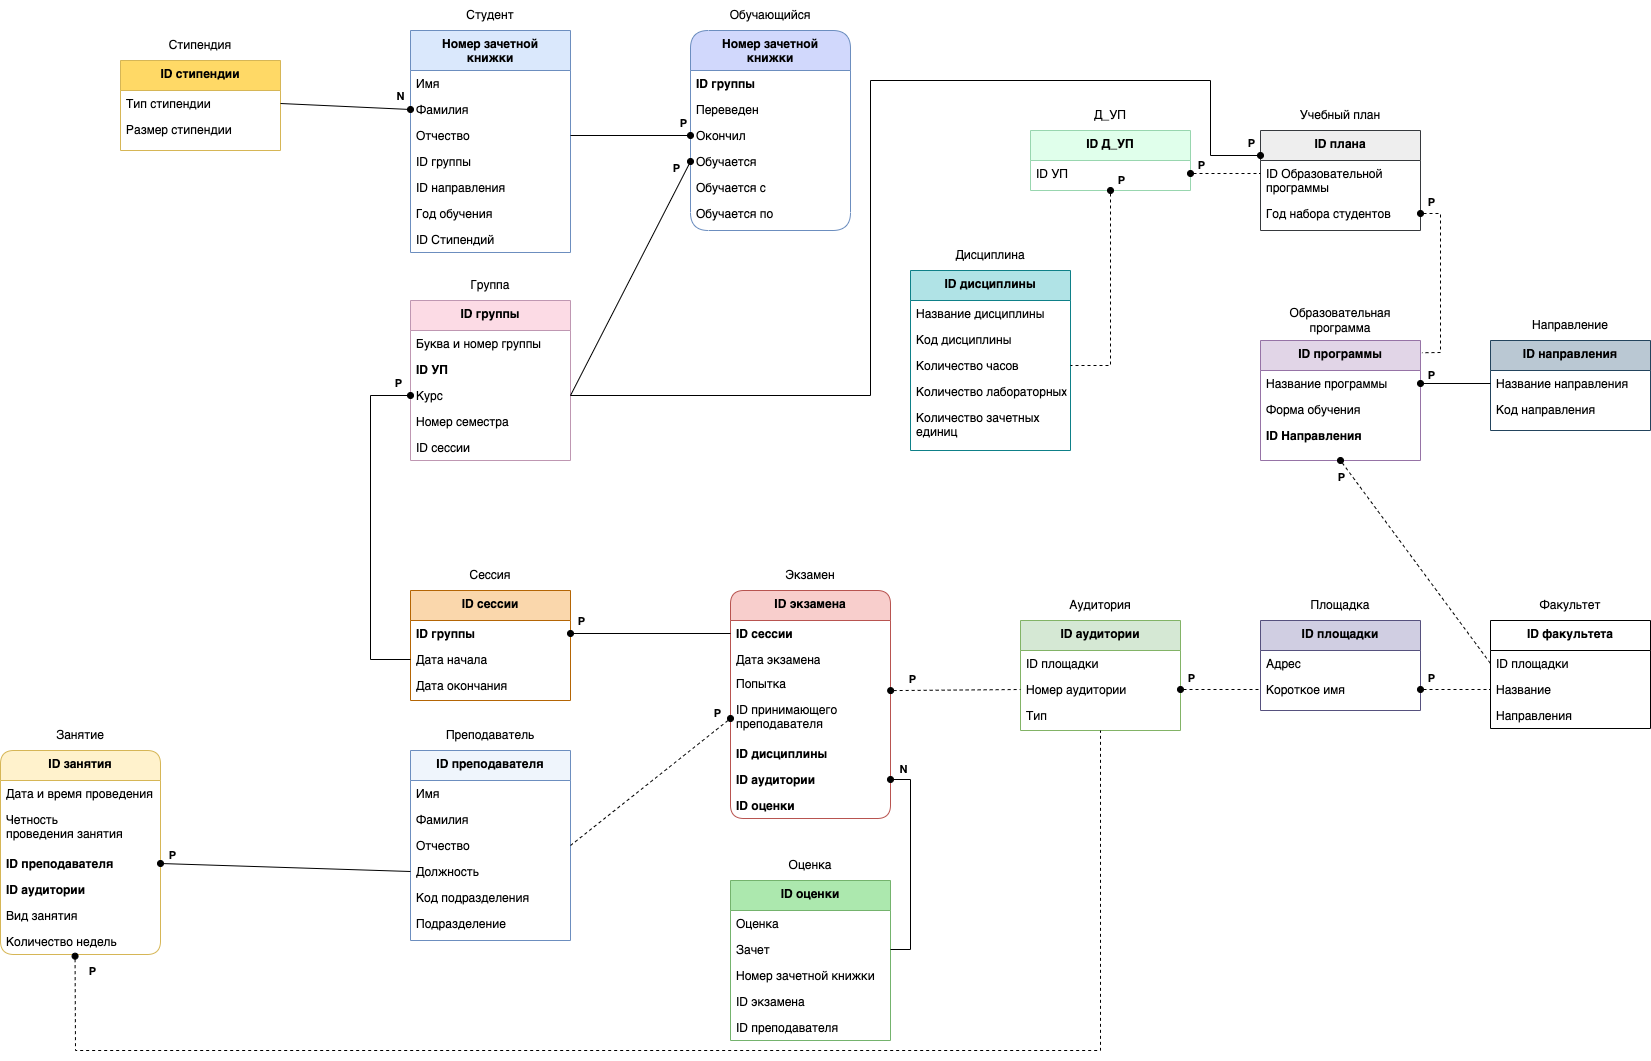 Стипендия
ID стипендии
Тип стипендии
Размер стипендии
N
Студент
Номер зачетной
книжки
Имя
Фамилия
Отчество
ID группы
ID направления
Год обучения
ID Стипендий
P
P
Обучающийся
Номер зачетной
книжки
ID группы
Переведен
Окончил
Обучается
Обучается с
Обучается по
Д_УП
ID Д_УП
ID УП
P
P
P
Учебный план
ID плана
ID Образовательной
программы
Год набора студентов
P
Группа
ID группы
Буква и номер группы
ID УП
Курс
Номер семестра
ID сессии
P
Дисциплина
ID дисциплины
Название дисциплины
Код дисциплины
Количество часов
Количество лабораторных
Количество зачетных
единиц
Образовательная
программа
ID программы
Название программы
Форма обучения
ID Направления
P
P
Направление
ID направления
Название направления
Код направления
Сессия
ID сессии
ID группы
Дата начала
Дата окончания
P
Экзамен
ID экзамена
ID сессии
Дата экзамена
Попытка
ID принимающего
преподавателя
ID дисциплины
ID аудитории
ID оценки
P
P
N
Аудитория
ID аудитории
ID площадки
Номер аудитории
Тип
P
Площадка
ID площадки
Адрес
Короткое имя
P
Факультет
ID факультета
ID площадки
Название
Направления
Занятие
ID занятия
Дата и время проведения
Четность
проведения занятия
ID преподавателя
ID аудитории
Вид занятия
Количество недель
P
P
Преподаватель
ID преподавателя
Имя
Фамилия
Отчество
Должность
Код подразделения
Подразделение
Оценка
ID оценки
Оценка
Зачет
Номер зачетной книжки
ID экзамена
ID преподавателя